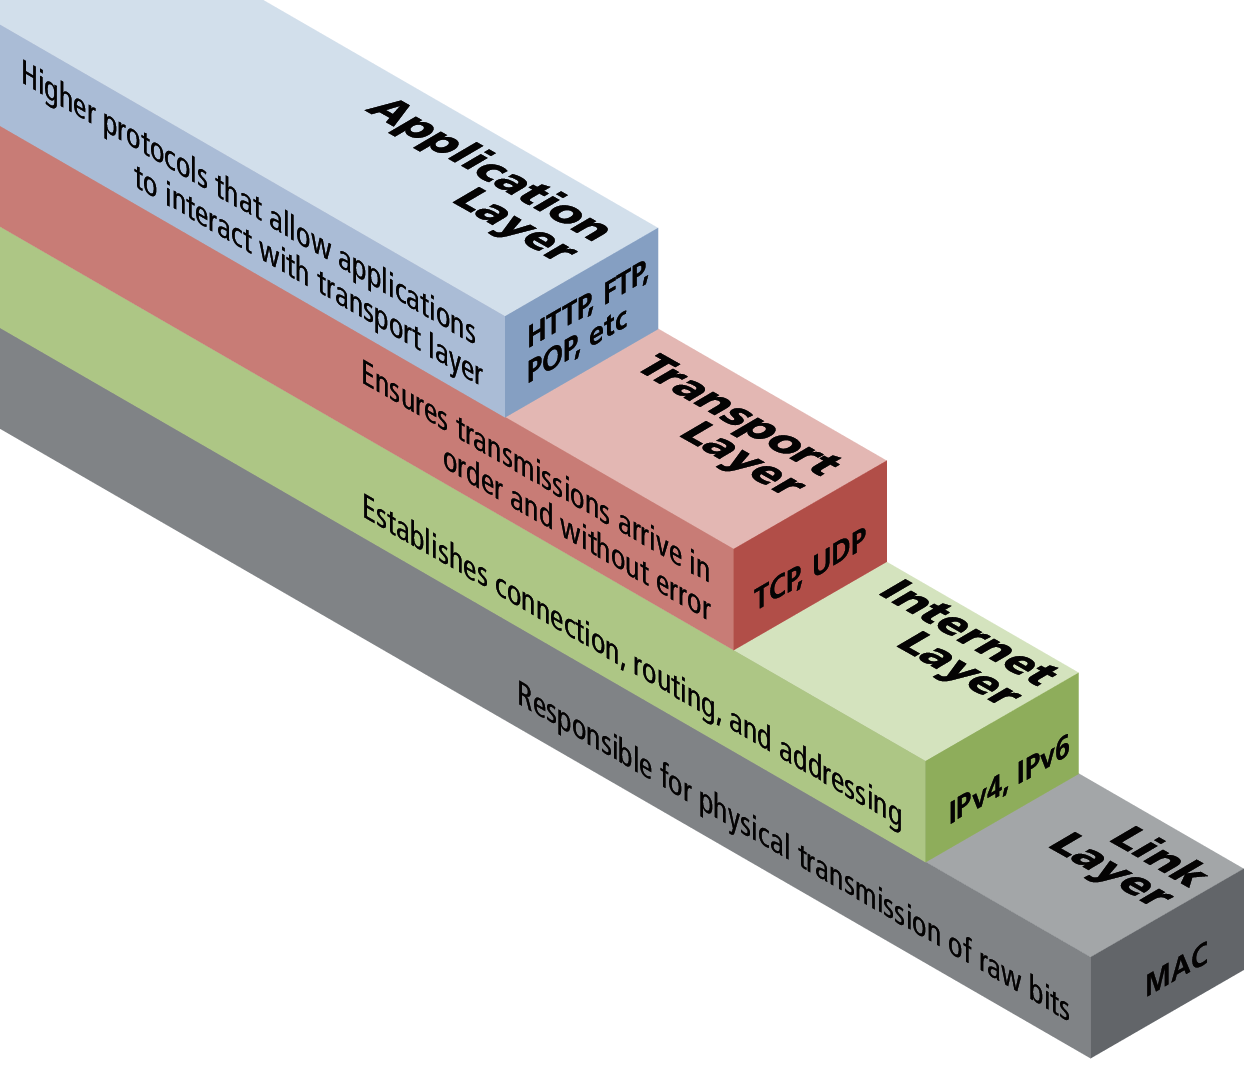 Application
Layer
Higher protocols that allow applications
to interact with transport layer
HTTP, FTP,
POP, etc
Transport
Layer
Ensures transmissions arrive in
order and without error
TCP, UDP
Internet
Layer
Establishes connection, routing, and addressing
IPv4, IPv6
Link
Layer
Responsible for physical transmission of raw bits
MAC